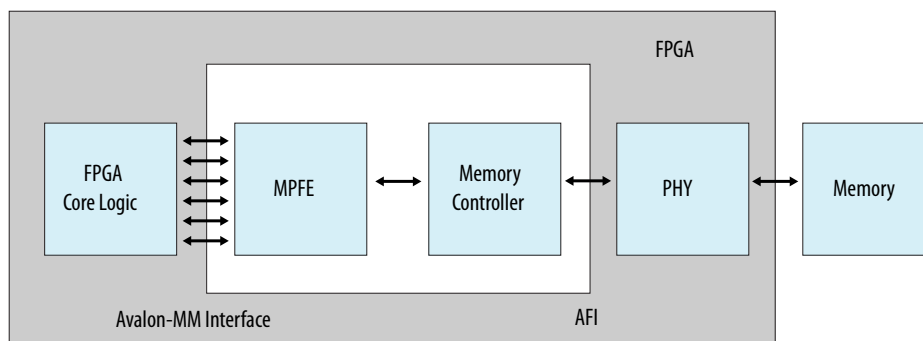 FPGA
FPGA
Core Logic
MPFE
Memory
Controller
PHY
Memory
Avalon-MM Interface
AFI